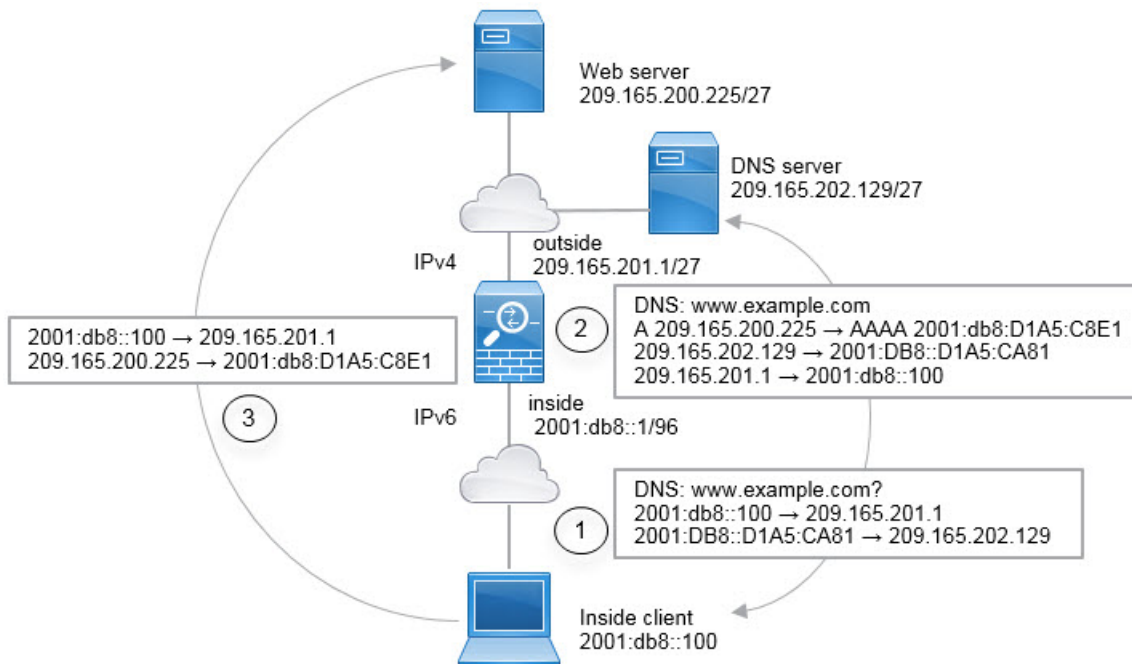 Web server
209.165.200.225/27
DNS server
209.165.202.129/27
outside
209.165.201.1/27
IPv4
2
DNS: www.example.com
A 209.165.200.225 → AAAA 2001:db8:D1A5:C8E1
209.165.202.129 → 2001:DB8::D1A5:CA81
209.165.201.1 → 2001:db8::100
2001:db8::100 → 209.165.201.1
209.165.200.225 → 2001:db8:D1A5:C8E1
3
IPv6
inside
2001:db8::1/96
1
DNS: www.example.com?
2001:db8::100 → 209.165.201.1
2001:DB8::D1A5:CA81 → 209.165.202.129
Inside client
2001:db8::100